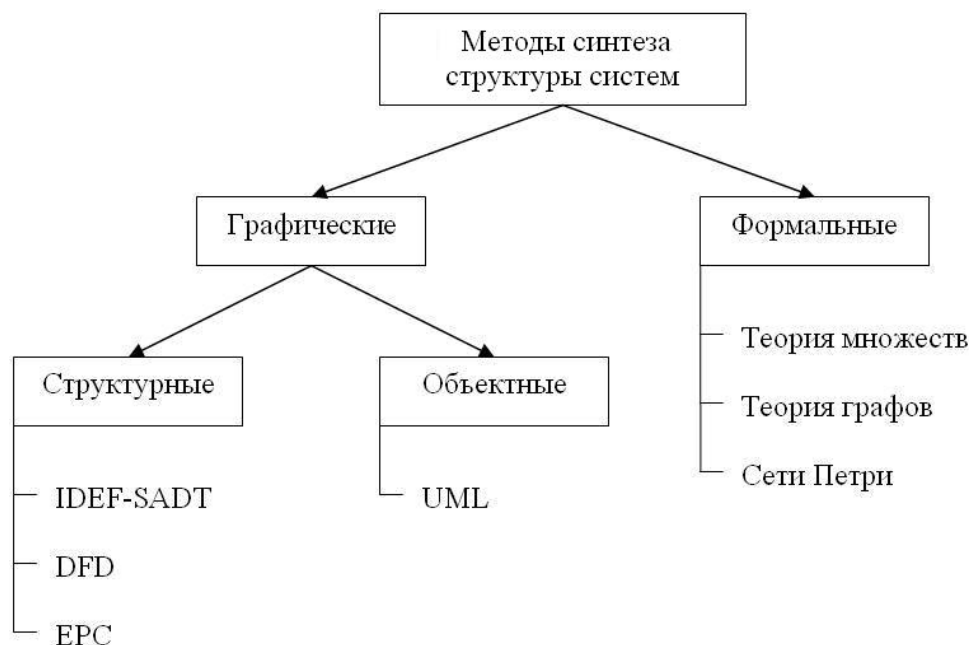 Методы синтеза
структуры систем
Графические
Формальные
Структурные
Объектные
Теория множеств
Теория графов
Сети Петри
IDEF-SADT
UML
DFD
EPC